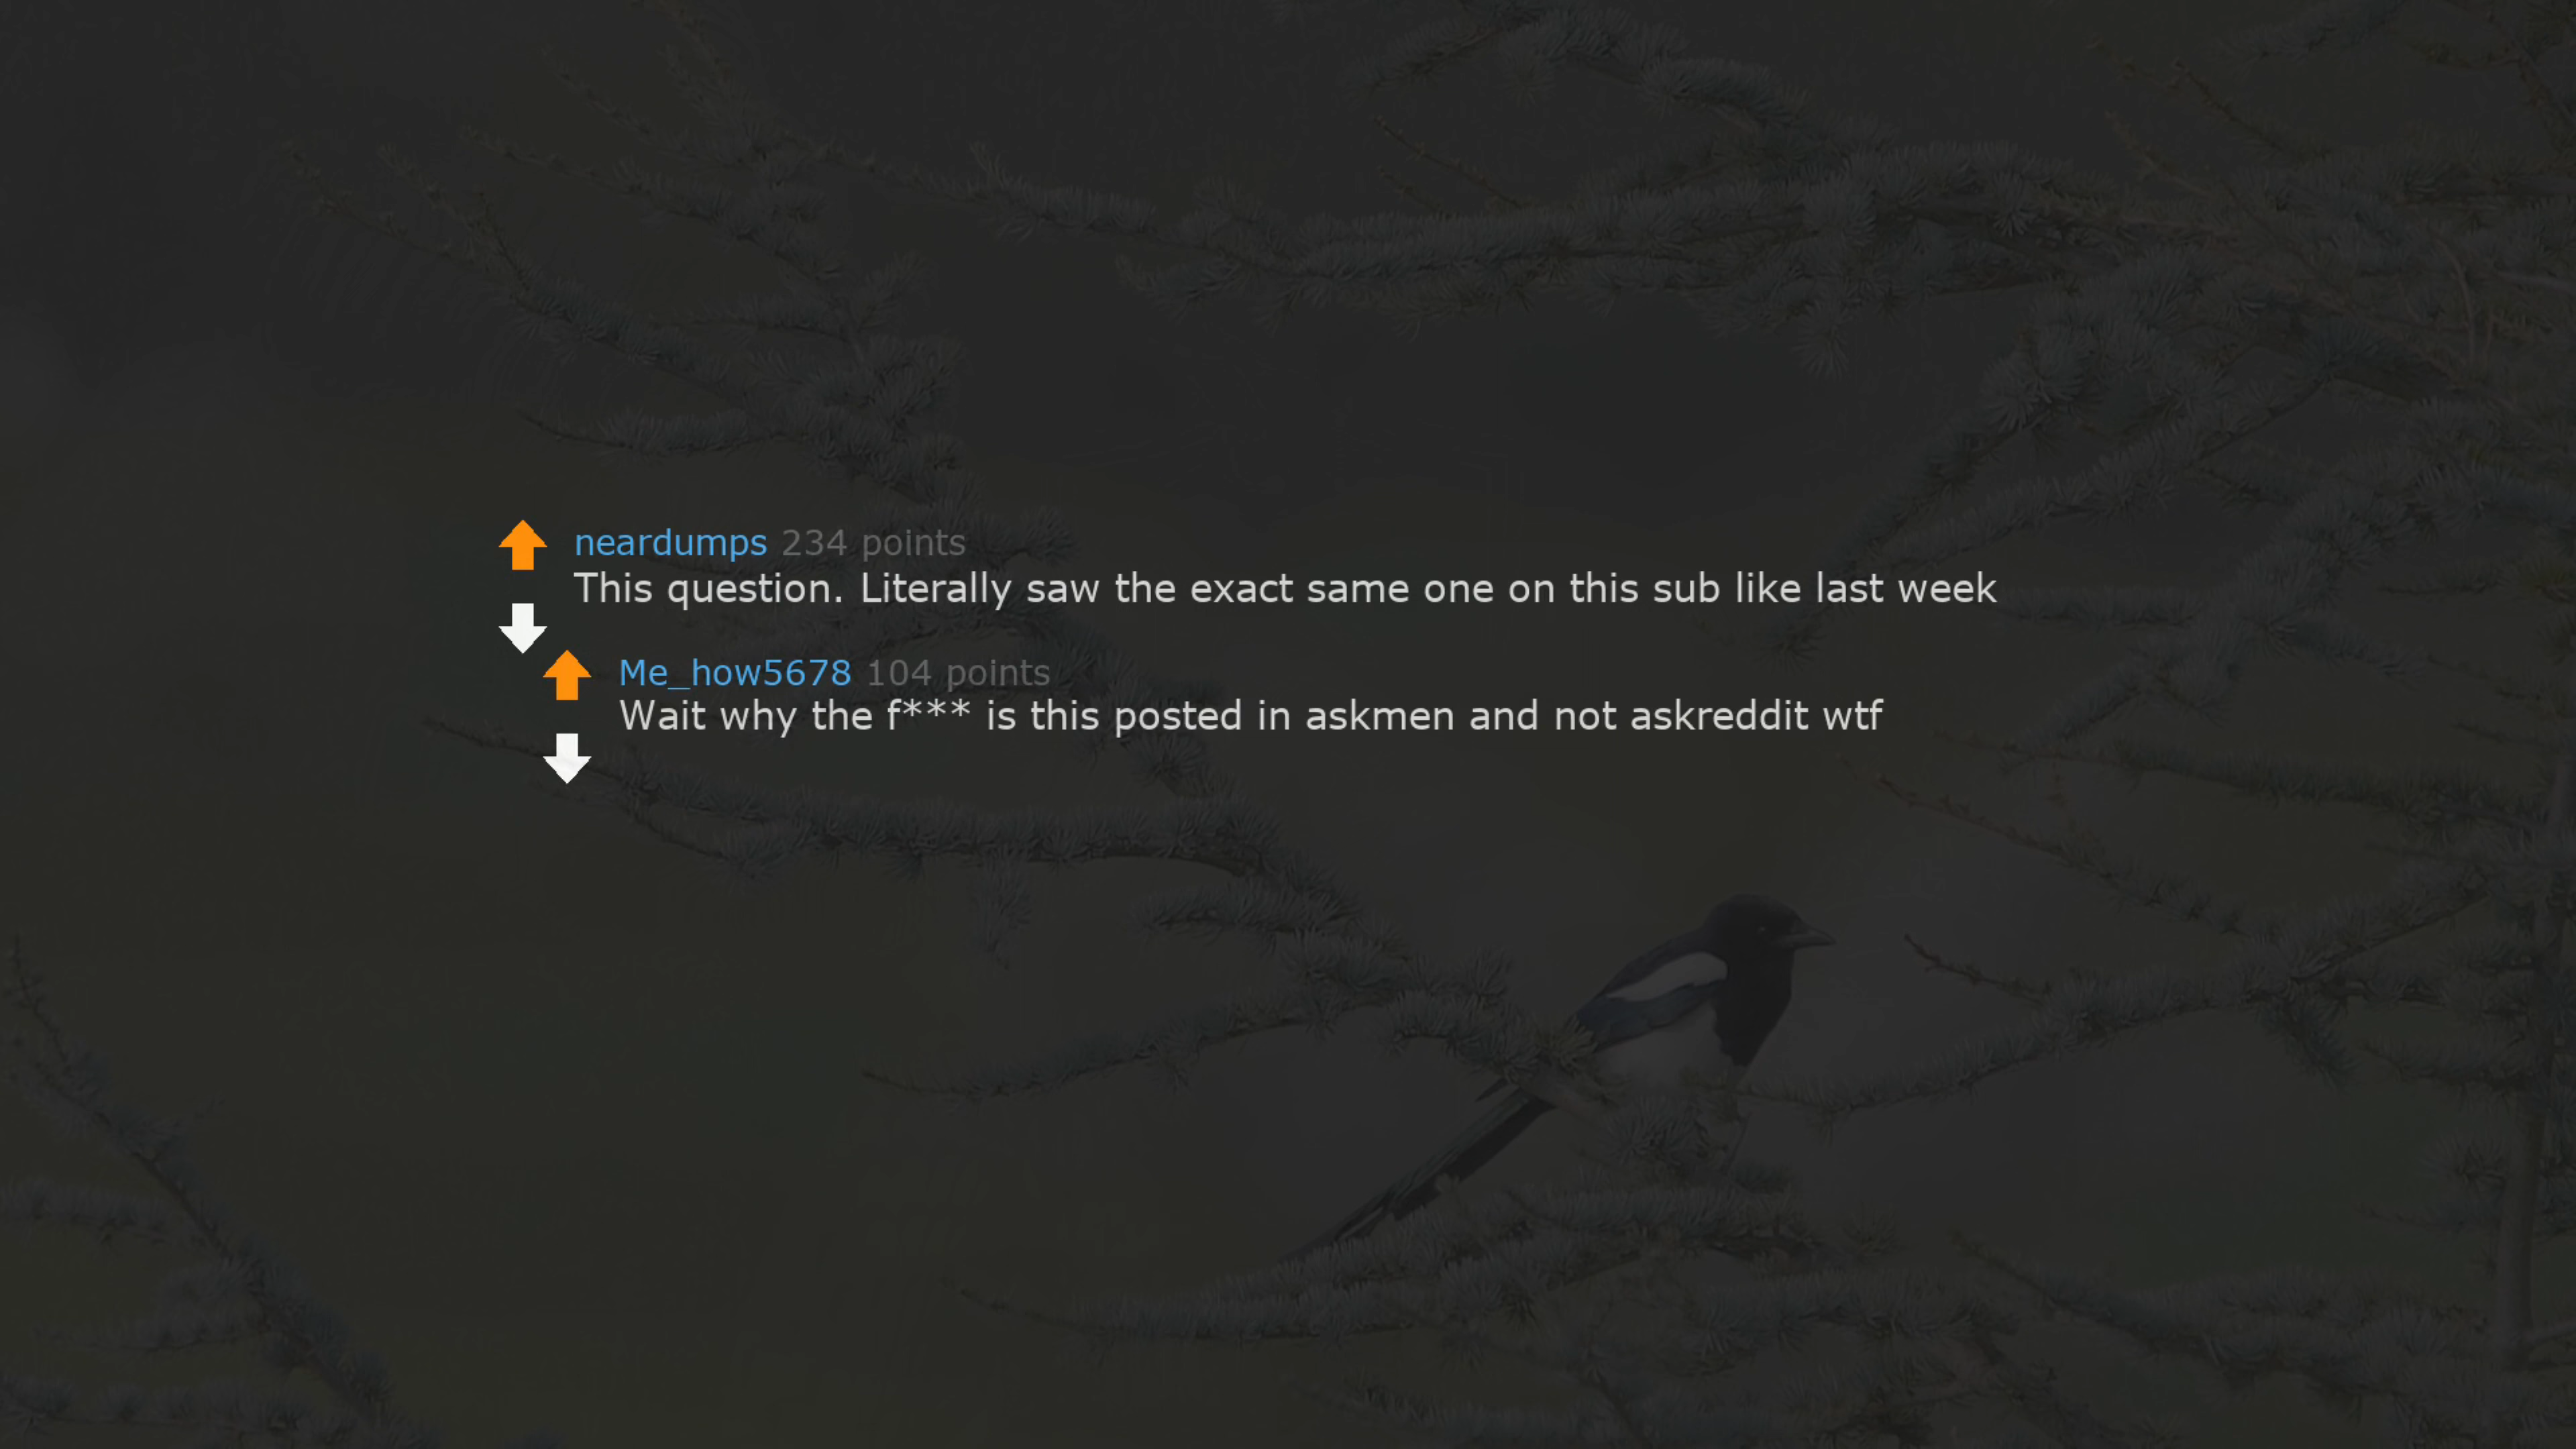 neardumps 234 points
This question. Literally saw the exact same one on this sub like last week
Me_how5678 104 points
Wait why the f*** is this posted in askmen and not askreddit wtf